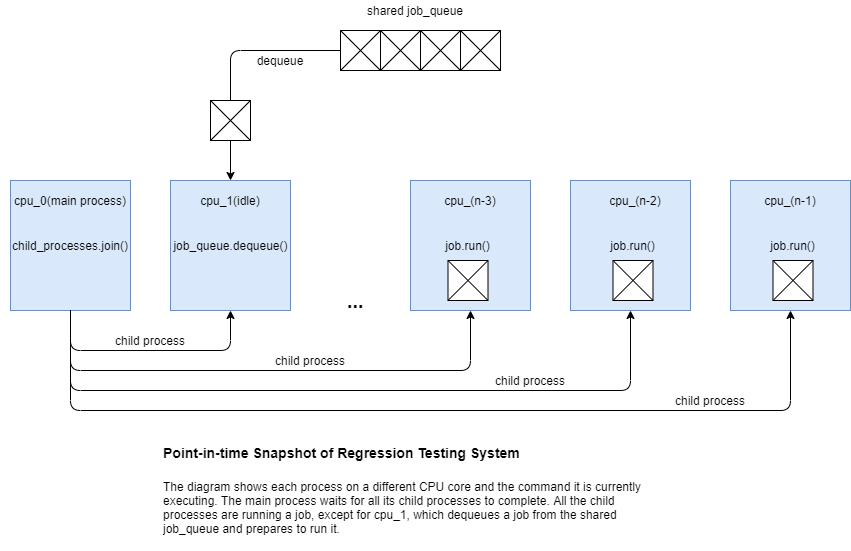 shared job_queue
dequeue
cpu_0(main process)
cpu_1(idle)
cpu_(n-3)
cpu_(n-2)
cpu_(n-1)
child_processes.join()
job_queue.dequeue()
job.run()
job.run()
job.run()
...
child process
child process
child process
child process
Point-in-time Snapshot of Regression Testing System
The diagram shows each process on a different CPU core and the command it is currently
executing. The main process waits for all its child processes to complete. All the child
processes are running a job, except for cpu_1, which dequeues a job from the shared
job_queue and prepares to run it.